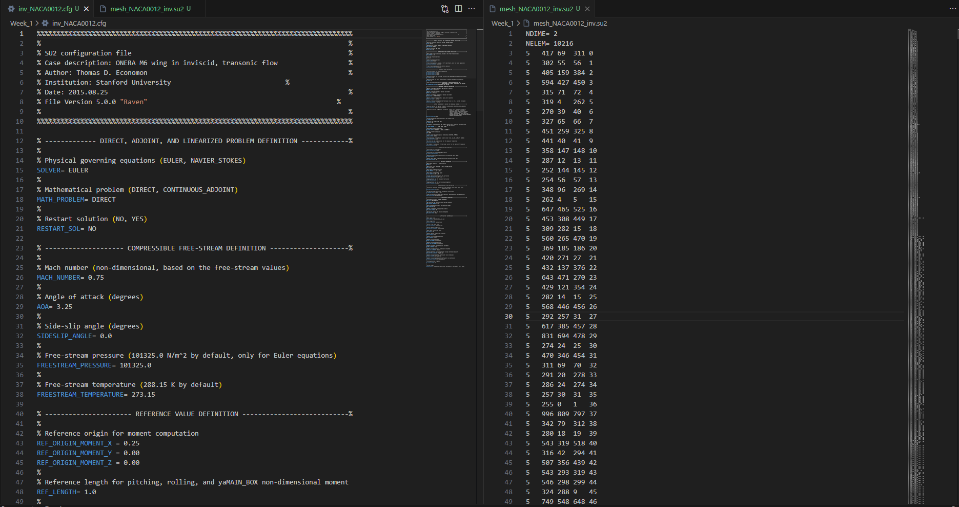 inv_NACA0012.cfg U mesh_NACA0012_inv.su2 U
Week_1 > inv_NACA0012.cfg
1 %%%%%%%%%%%%%%%%%%%%%%%%%%%%%%%%%%%%%%%%%%%%%%%%%%%%%%%%%%%%%%%%%%%%%%%%%%%%%%%%
2 % %
3 % SU2 configuration file %
4 % Case description: ONERA M6 wing in inviscid, transonic flow %
5 % Author: Thomas D. Economon %
6 % Institution: Stanford University %
7 % Date: 2015.08.25 %
8 % File Version 5.0.0 "Raven" %
9 % %
10 %%%%%%%%%%%%%%%%%%%%%%%%%%%%%%%%%%%%%%%%%%%%%%%%%%%%%%%%%%%%%%%%%%%%%%%%%%%%%%%%
11
12 % ------------- DIRECT, ADJOINT, AND LINEARIZED PROBLEM DEFINITION ------------%
13 %
14 % Physical governing equations (EULER, NAVIER_STOKES)
15 SOLVER= EULER
16 %
17 % Mathematical problem (DIRECT, CONTINUOUS_ADJOINT)
18 MATH_PROBLEM= DIRECT
19 %
20 % Restart solution (NO, YES)
21 RESTART_SOL= NO
22
23 % -------------------- COMPRESSIBLE FREE-STREAM DEFINITION --------------------%
24 %
25 % Mach number (non-dimensional, based on the free-stream values)
26 MACH_NUMBER= 0.75
27 %
28 % Angle of attack (degrees)
29 AOA= 3.25
30 %
31 % Side-slip angle (degrees)
32 SIDESLIP_ANGLE= 0.0
33 %
34 % Free-stream pressure (101325.0 N/m^2 by default, only for Euler equations)
35 FREESTREAM_PRESSURE= 101325.0
36 %
37 % Free-stream temperature (288.15 K by default)
38 FREESTREAM_TEMPERATURE= 273.15
39
40 % ---------------------- REFERENCE VALUE DEFINITION ---------------------------%
41 %
42 % Reference origin for moment computation
43 REF_ORIGIN_MOMENT_X = 0.25
44 REF_ORIGIN_MOMENT_Y = 0.00
45 REF_ORIGIN_MOMENT_Z = 0.00
46 %
47 % Reference length for pitching, rolling, and yaMAIN_BOX non-dimensional moment
48 REF_LENGTH= 1.0
49 %
mesh_NACA0012_inv.su2 U
Week_1 > mesh_NACA0012_inv.su2
1 NDIME= 2
2 NELEM= 10216
3 5 417 69 311 0
4 5 302 55 56 1
5 5 405 159 384 2
6 5 594 427 450 3
7 5 315 71 72 4
8 5 319 4 262 5
9 5 270 39 40 6
10 5 327 65 66 7
11 5 451 259 325 8
12 5 441 40 41 9
13 5 358 147 148 10
14 5 287 12 13 11
15 5 252 144 145 12
16 5 254 56 57 13
17 5 348 96 269 14
18 5 262 4 5 15
19 5 647 465 525 16
20 5 453 308 449 17
21 5 309 282 15 18
22 5 560 265 470 19
23 5 369 185 186 20
24 5 420 271 27 21
25 5 432 137 376 22
26 5 643 471 270 23
27 5 429 121 354 24
28 5 282 14 15 25
29 5 568 446 456 26
30 5 292 257 31 27
31 5 617 385 457 28
32 5 831 694 478 29
33 5 274 24 25 30
34 5 470 346 454 31
35 5 311 69 70 32
36 5 291 20 278 33
37 5 286 24 274 34
38 5 257 30 31 35
39 5 255 0 1 36
40 5 996 809 797 37
41 5 342 79 312 38
42 5 280 18 19 39
43 5 543 319 518 40
44 5 316 42 294 41
45 5 507 356 439 42
46 5 543 293 319 43
47 5 546 298 299 44
48 5 324 288 9 45
49 5 749 548 648 46